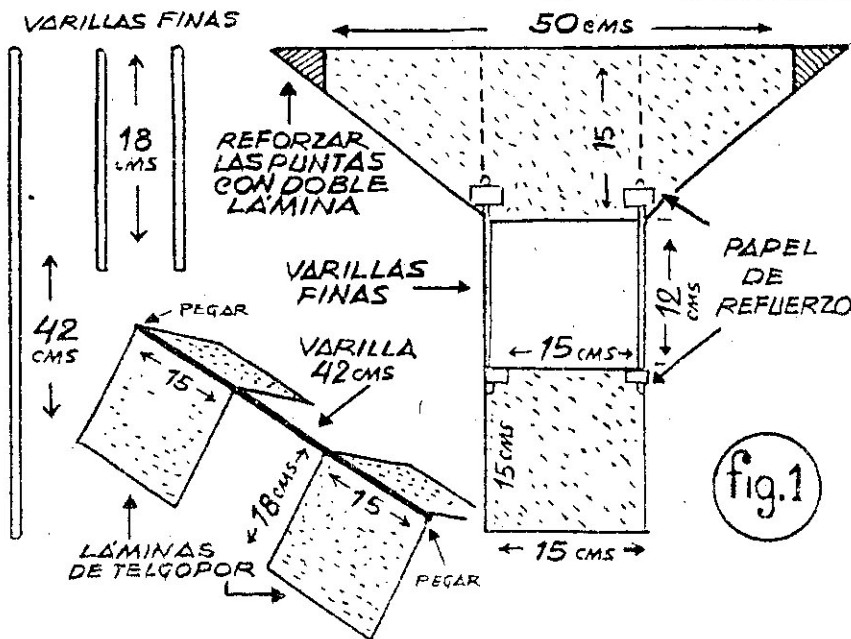 VARILLAS FINAS
18
CMS
42
CMS
50 CMS
REFORZAR
LAS PUNTAS
CON DOBLE
LÁMINA
15
VARILLAS
FINAS
PAPEL
DE
REFUERZO
12
CMS
15 CMS
15 CMS
15 CMS
PEGAR
15
VARILLA
42 CMS
18 CMS
15
PEGAR
LÁMINAS
DE TELGOPOR
fig.1